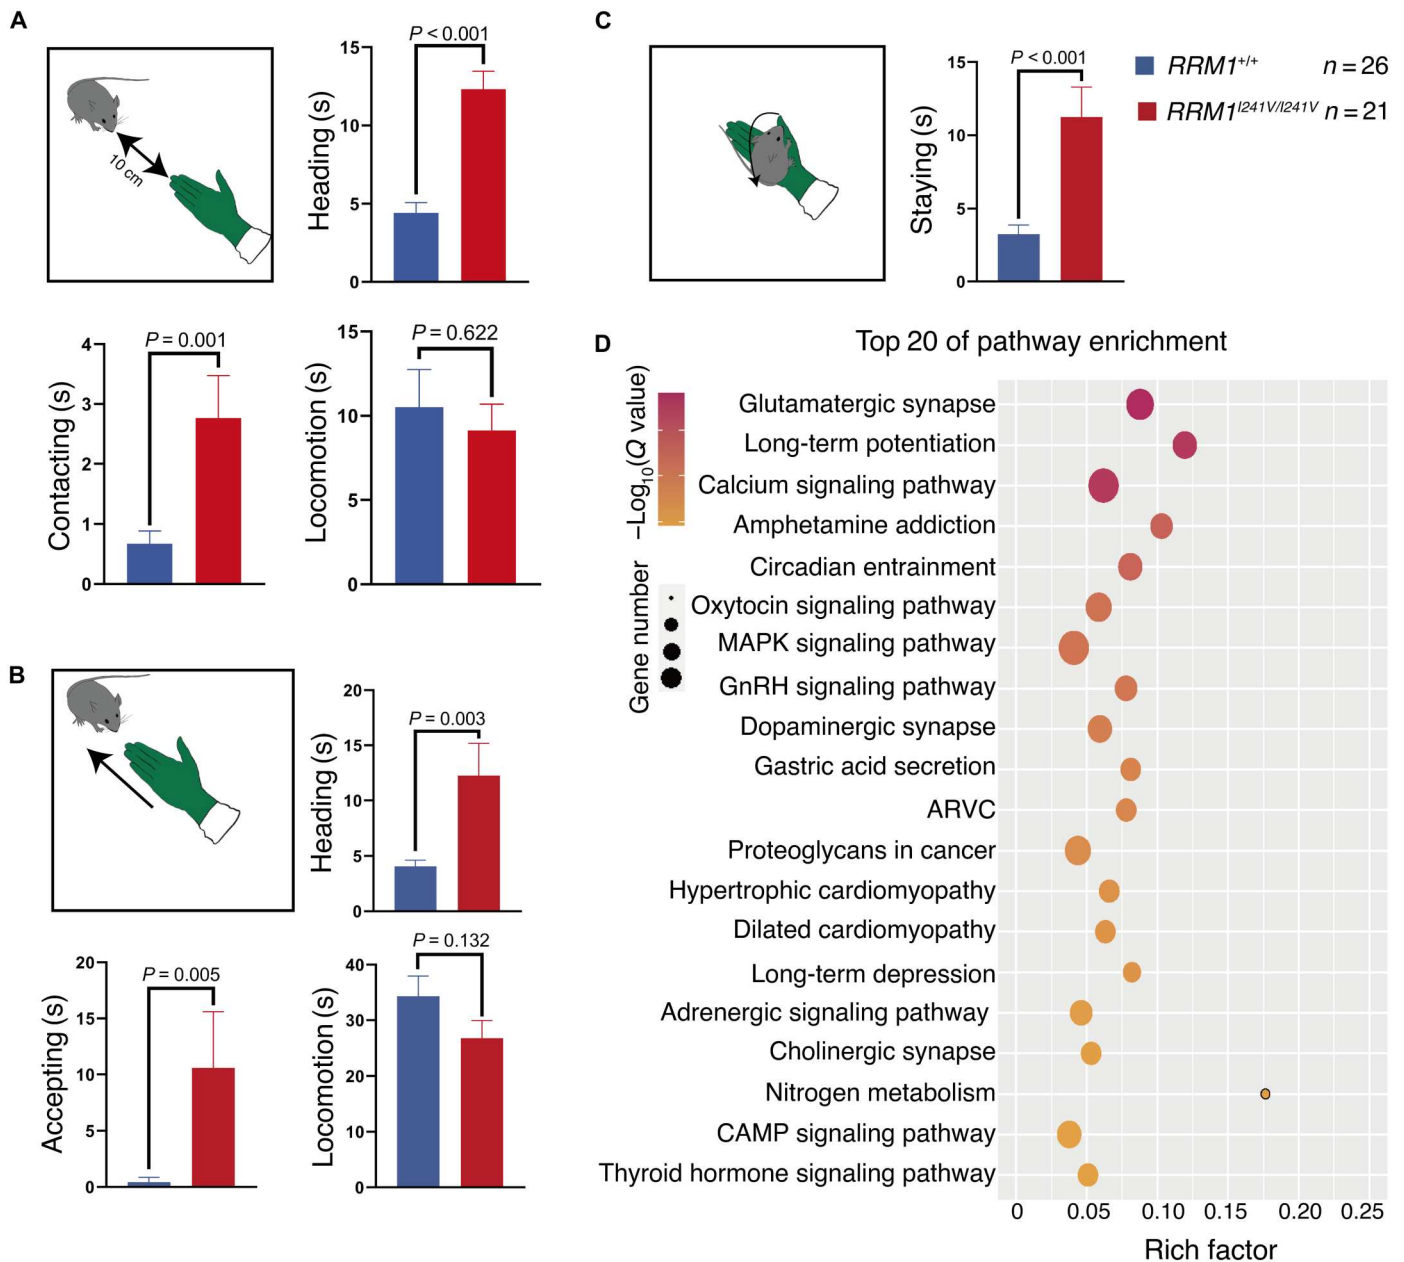 A
P < 0.001
15
10
5
0
Heading (s)
10 cm
P = 0.001
4
3
2
1
0
Contacting (s)
P = 0.622
15
10
5
0
Locomotion (s)
B
P = 0.003
20
15
10
5
0
Heading (s)
P = 0.005
20
15
10
5
0
Accepting (s)
P = 0.132
40
30
20
10
0
Locomotion (s)
C
P < 0.001
15
10
5
0
Staying (s)
RRM1+/+ n = 26
RRM1I241V/I241V n = 21
D
Top 20 of pathway enrichment
−Log10(Q value)
Gene number
Glutamatergic synapse
Long-term potentiation
Calcium signaling pathway
Amphetamine addiction
Circadian entrainment
Oxytocin signaling pathway
MAPK signaling pathway
GnRH signaling pathway
Dopaminergic synapse
Gastric acid secretion
ARVC
Proteoglycans in cancer
Hypertrophic cardiomyopathy
Dilated cardiomyopathy
Long-term depression
Adrenergic signaling pathway
Cholinergic synapse
Nitrogen metabolism
CAMP signaling pathway
Thyroid hormone signaling pathway
0 0.05 0.10 0.15 0.20 0.25
Rich factor